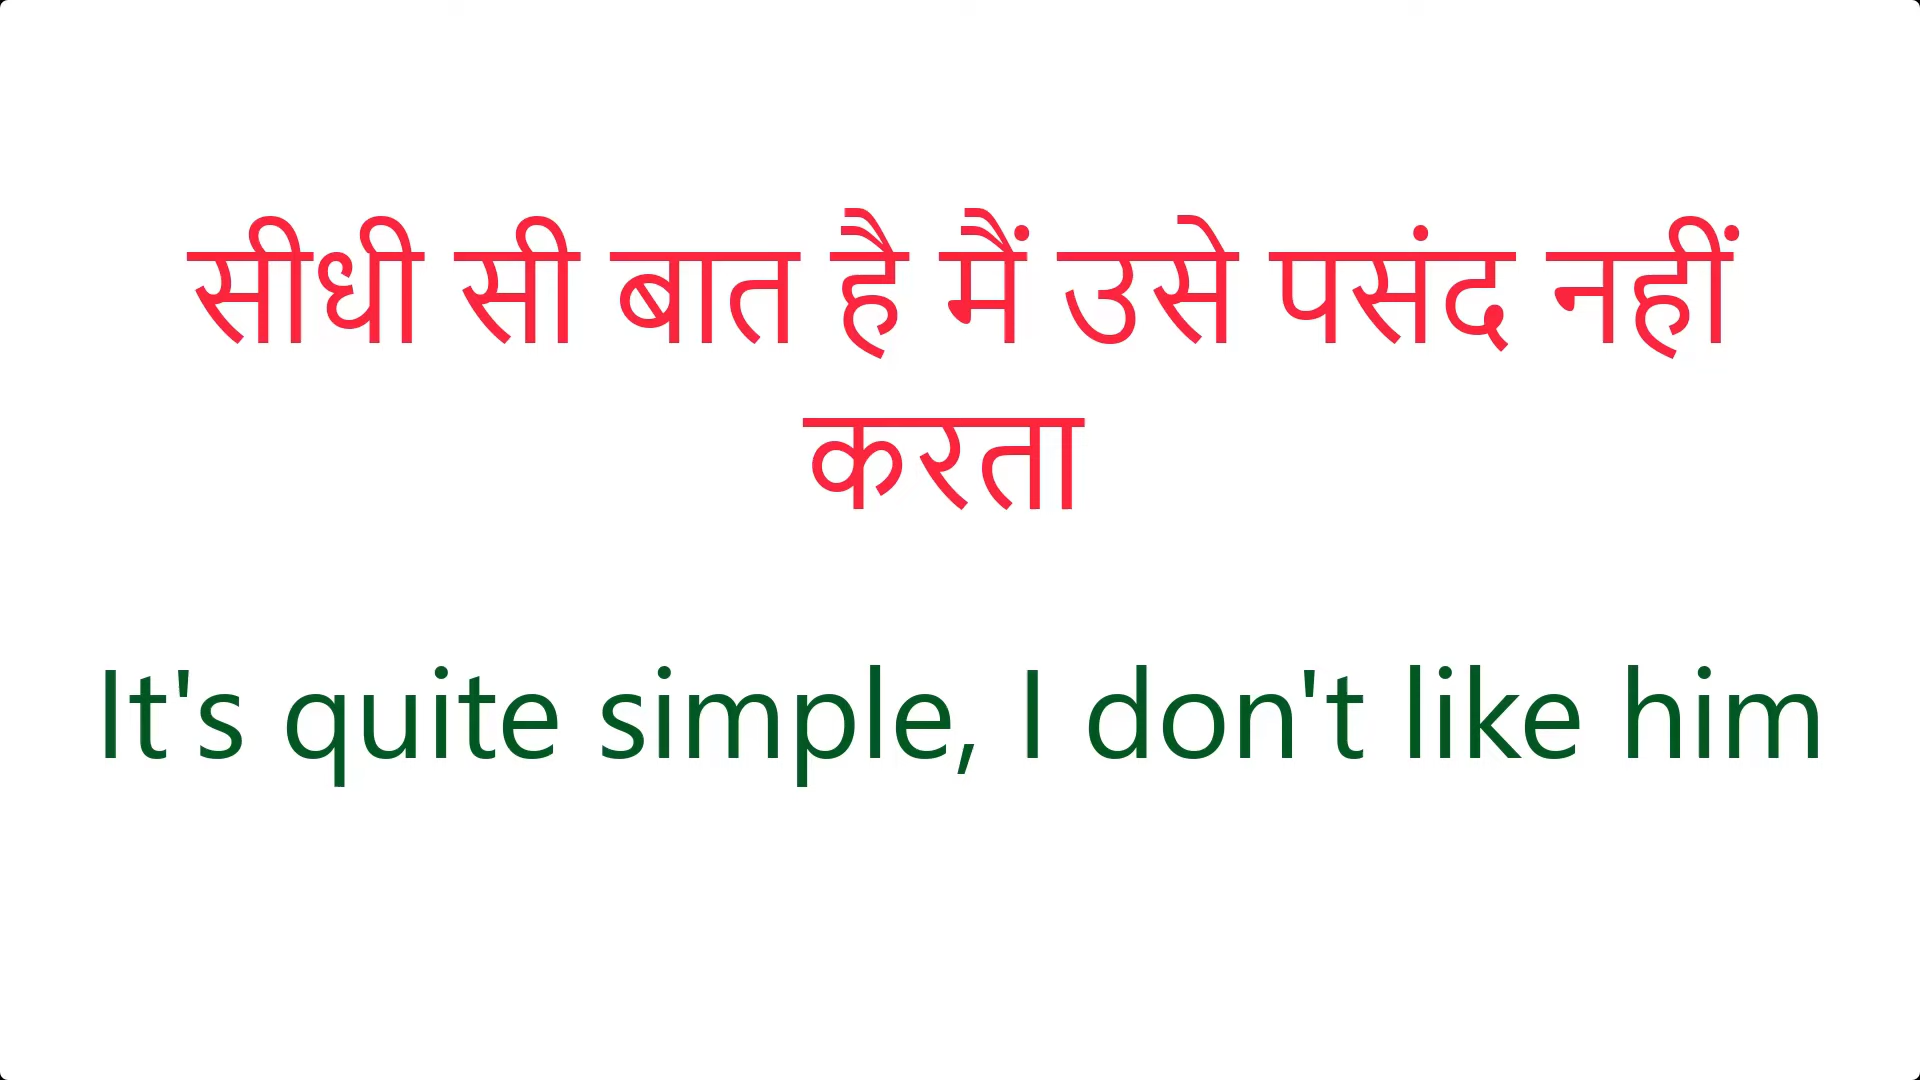 सीधी सी बात है मैं उसे पसंद नहीं
करता
It's quite simple, I don't like him